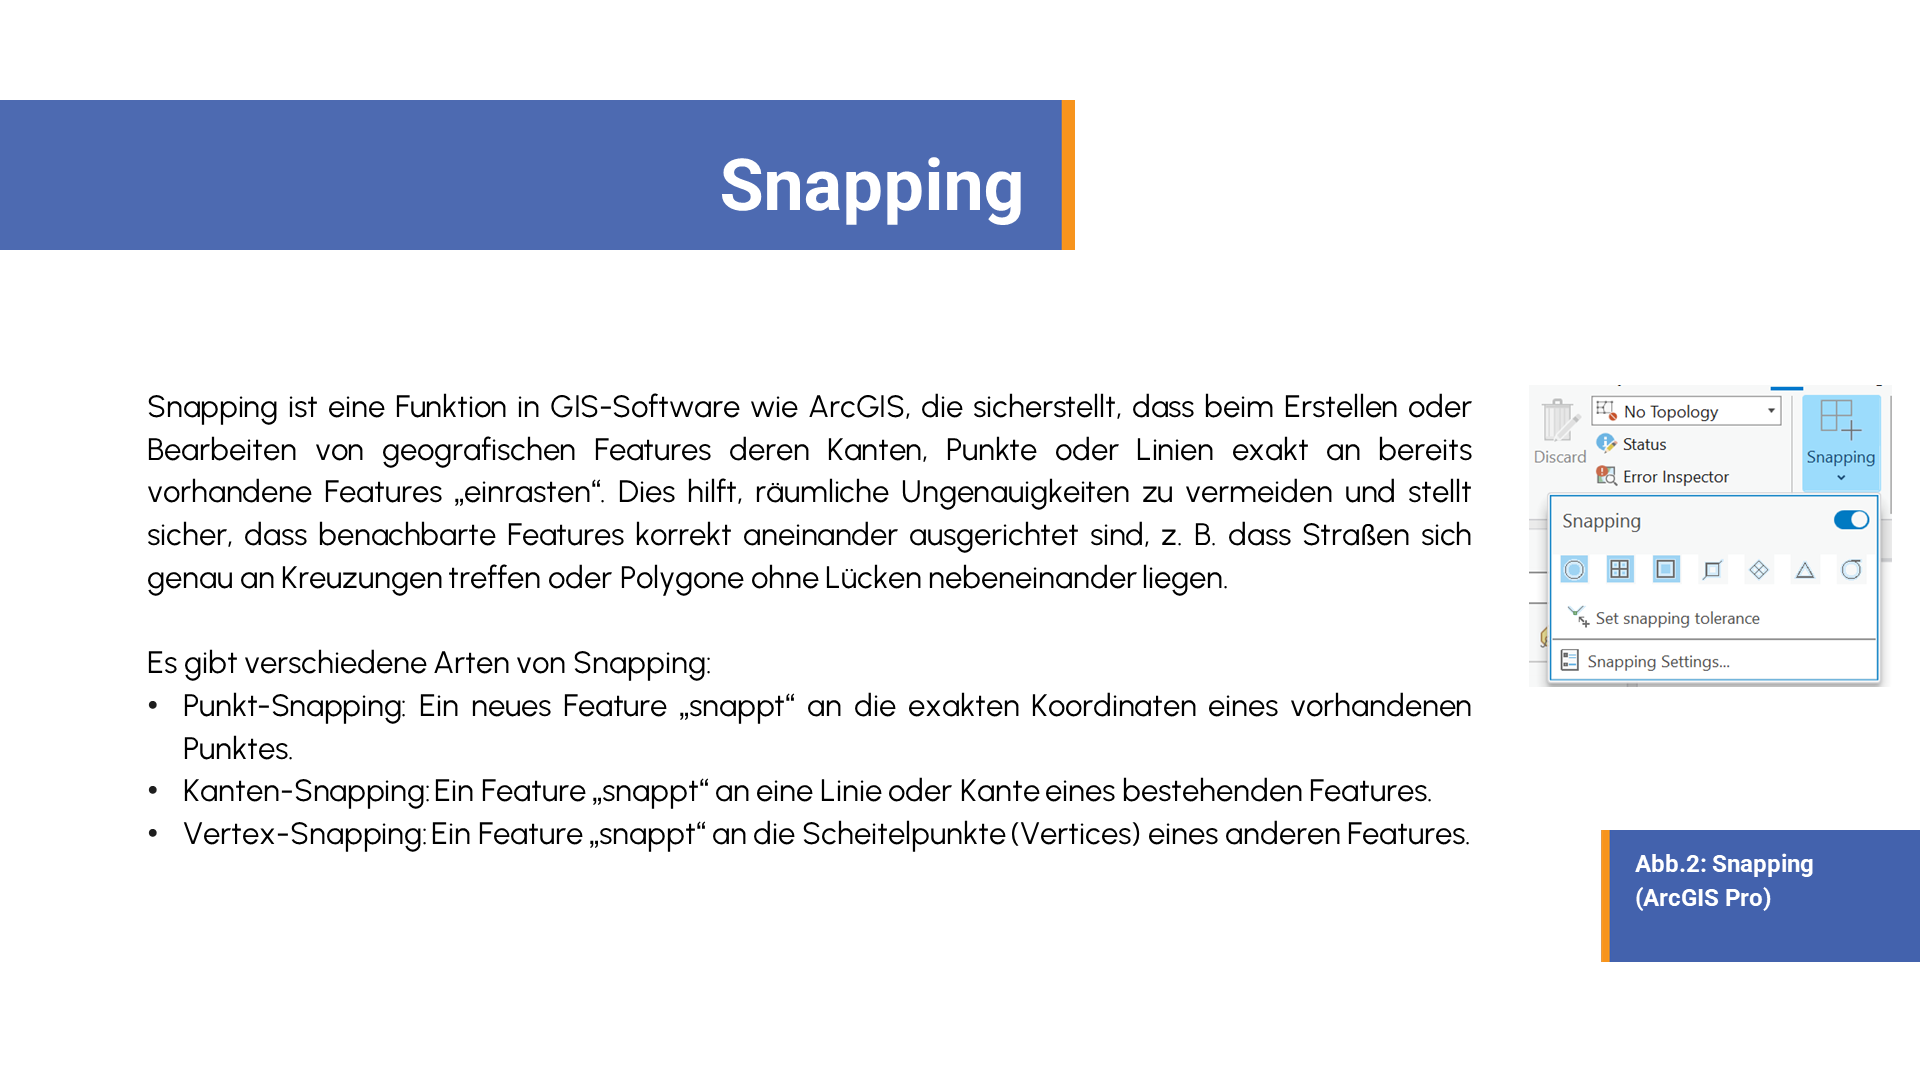 Snapping
Snapping ist eine Funktion in GIS-Software wie ArcGIS, die sicherstellt, dass beim Erstellen oder
Bearbeiten von geografischen Features deren Kanten, Punkte oder Linien exakt an bereits
vorhandene Features „einrasten“. Dies hilft, räumliche Ungenauigkeiten zu vermeiden und stellt
sicher, dass benachbarte Features korrekt aneinander ausgerichtet sind, z. B. dass Straßen sich
genau an Kreuzungen treffen oder Polygone ohne Lücken nebeneinander liegen.
Es gibt verschiedene Arten von Snapping:
• Punkt-Snapping: Ein neues Feature „snappt“ an die exakten Koordinaten eines vorhandenen
Punktes.
• Kanten-Snapping: Ein Feature „snappt“ an eine Linie oder Kante eines bestehenden Features.
• Vertex-Snapping: Ein Feature „snappt“ an die Scheitelpunkte (Vertices) eines anderen Features.
No Topology
Status
Discard
Error Inspector
Snapping
Snapping
Set snapping tolerance
Snapping Settings...
Abb.2: Snapping
(ArcGIS Pro)